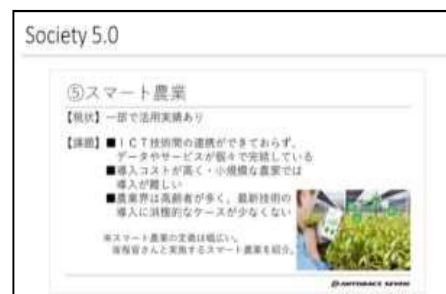 Society 5.0
⑤スマート農業
【現状】一部で活用実績あり
【課題】■ＩＣＴ技術間の連携ができておらず、
データやサービスが個々で完結している
■導入コストが高く・小規模な農家では
導入が難しい
■農業界は高齢者が多く、最新技術の
導入に消極的なケースが少なくない
※スマート農業の定義は幅広い。
後程皆さんと実施するスマート農業を紹介。
AUTOBACS SEVEN